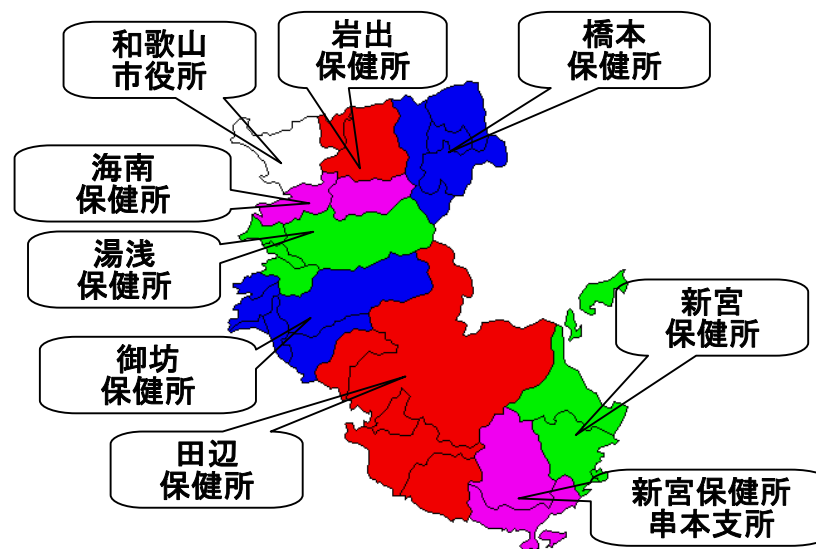 和歌山
市役所
岩出
保健所
橋本
保健所
海南
保健所
湯浅
保健所
新宮
保健所
御坊
保健所
田辺
保健所
新宮保健所
串本支所